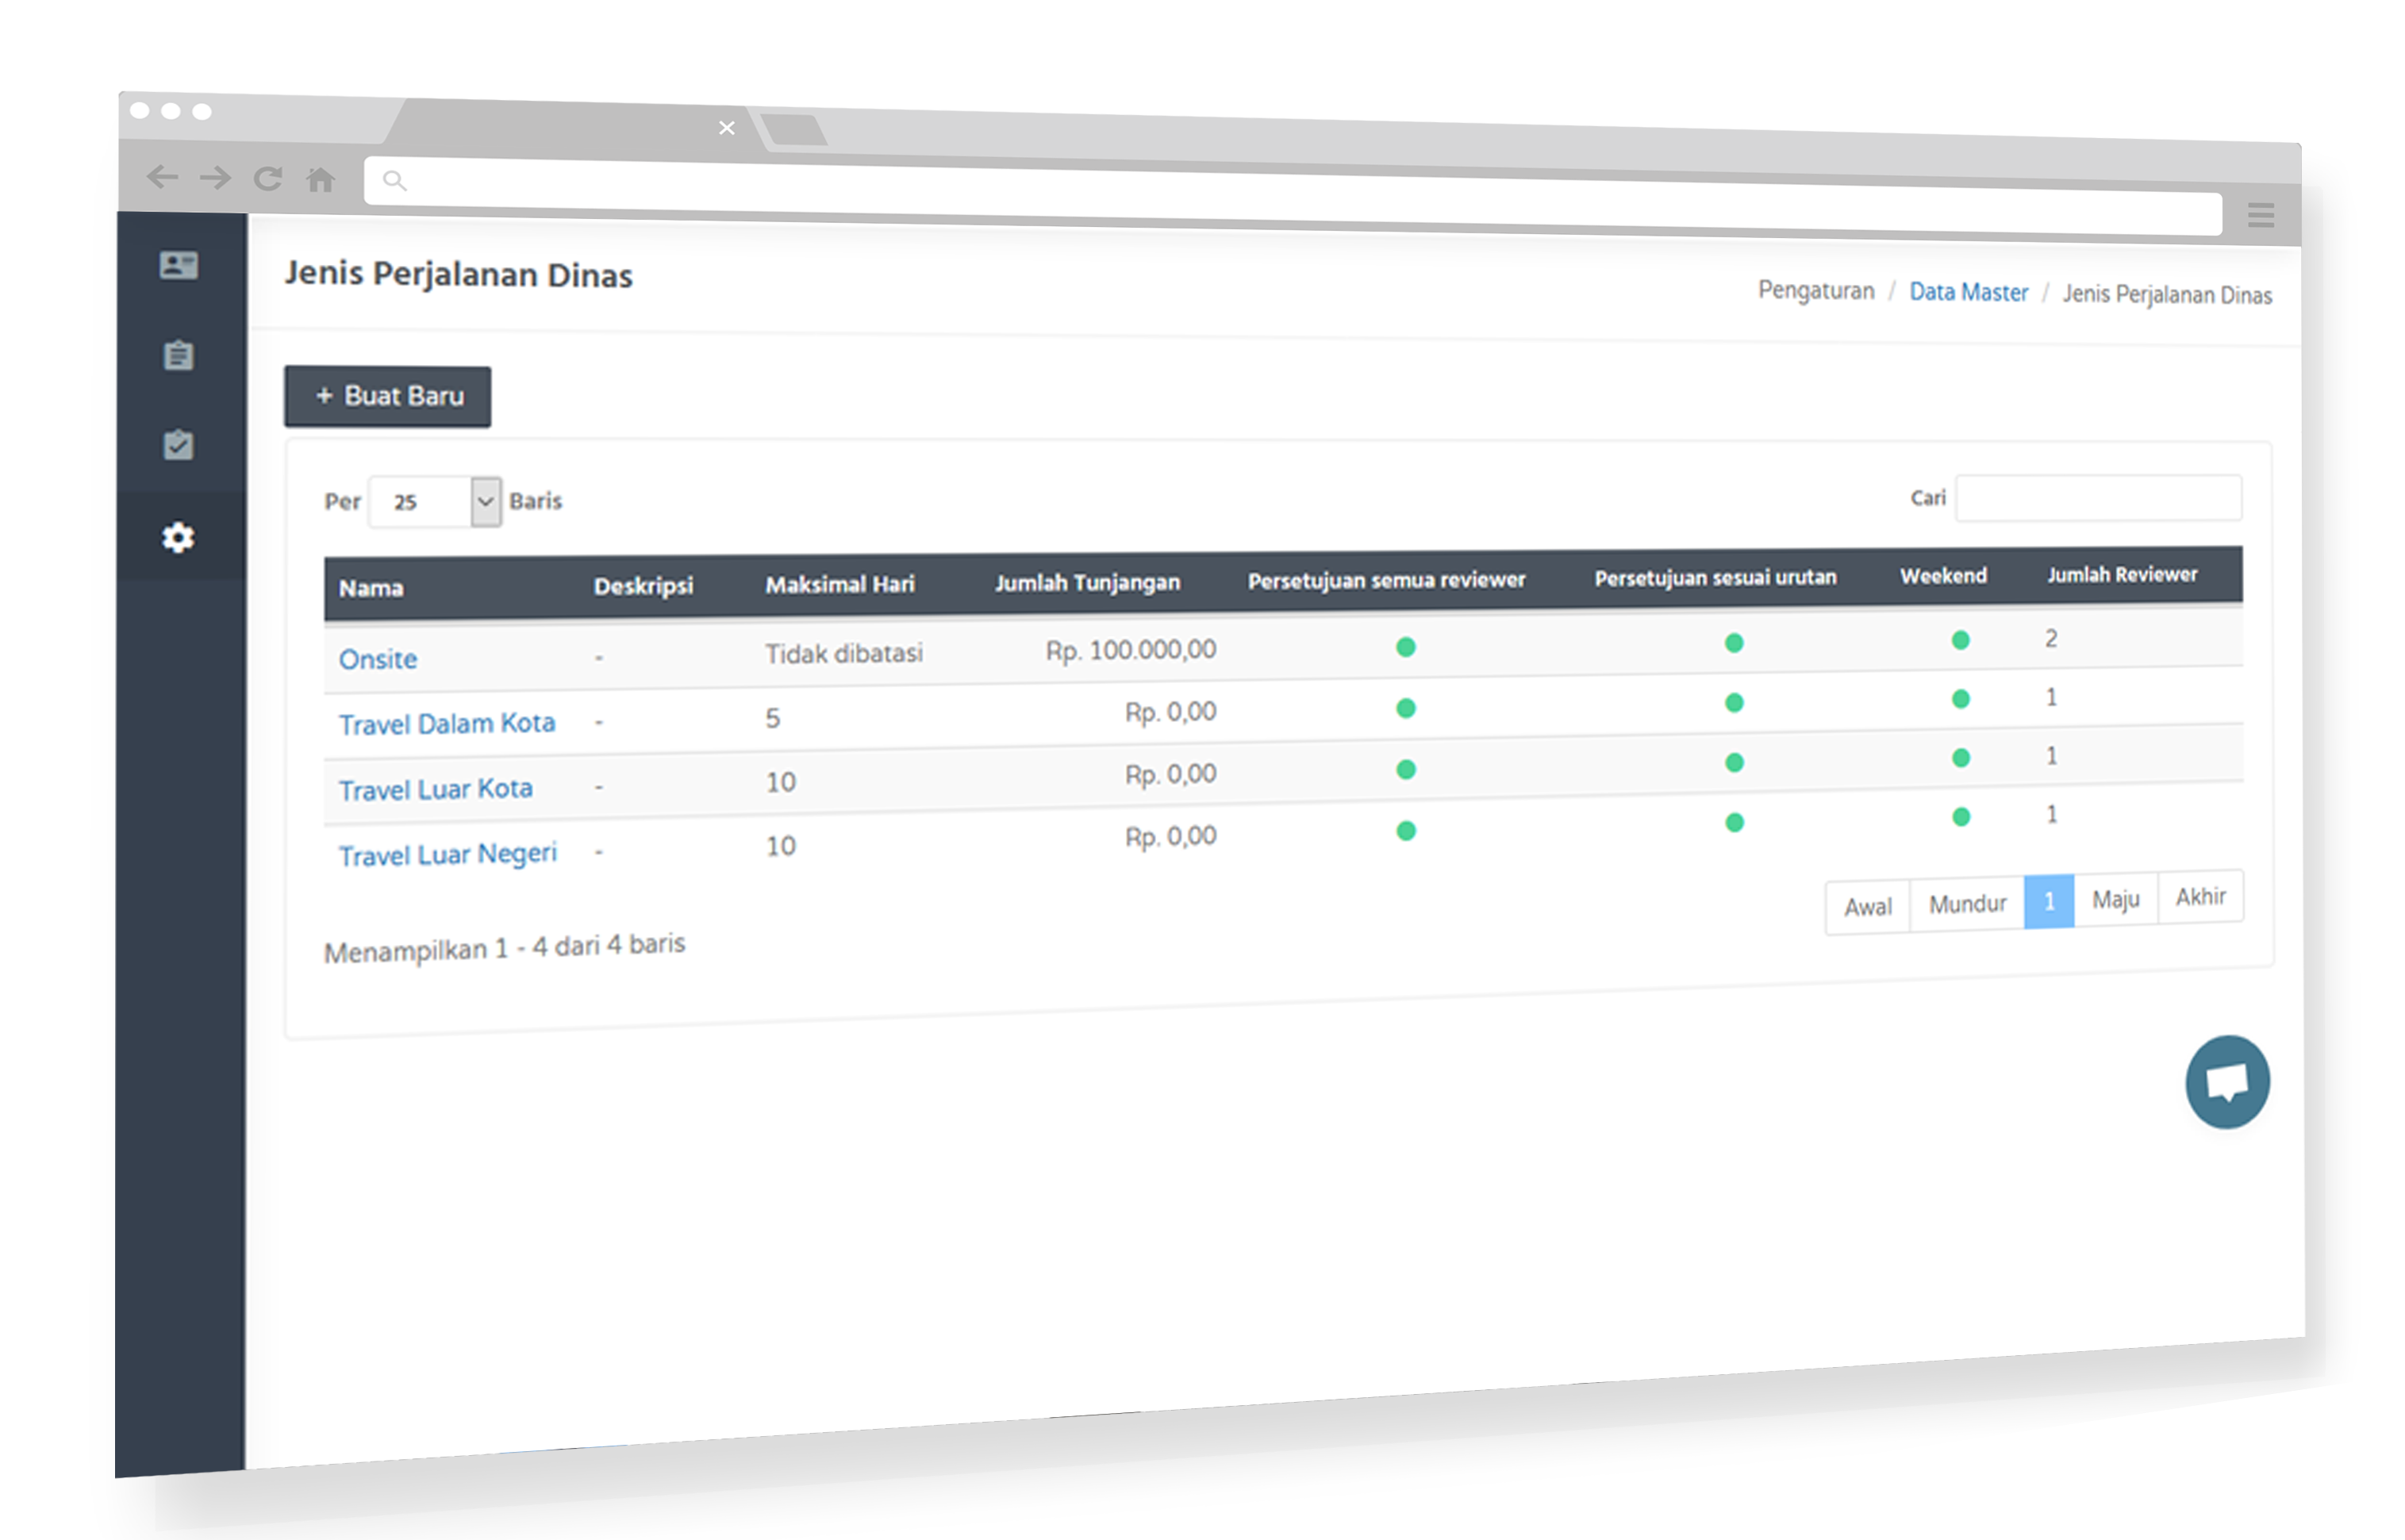 Jenis Perjalanan Dinas
Pengaturan / Data Master / Jenis Perjalanan Dinas
+ Buat Baru
Per 25 Baris
Cari
Nama Deskripsi Maksimal Hari Jumlah Tunjangan Persetujuan semua reviewer Persetujuan sesuai urutan Weekend Jumlah Reviewer
Onsite - Tidak dibatasi Rp. 100.000,00 2
Travel Dalam Kota - 5 Rp. 0,00 1
Travel Luar Kota - 10 Rp. 0,00 1
Travel Luar Negeri - 10 Rp. 0,00 1
Awal Mundur 1 Maju Akhir
Menampilkan 1 - 4 dari 4 baris